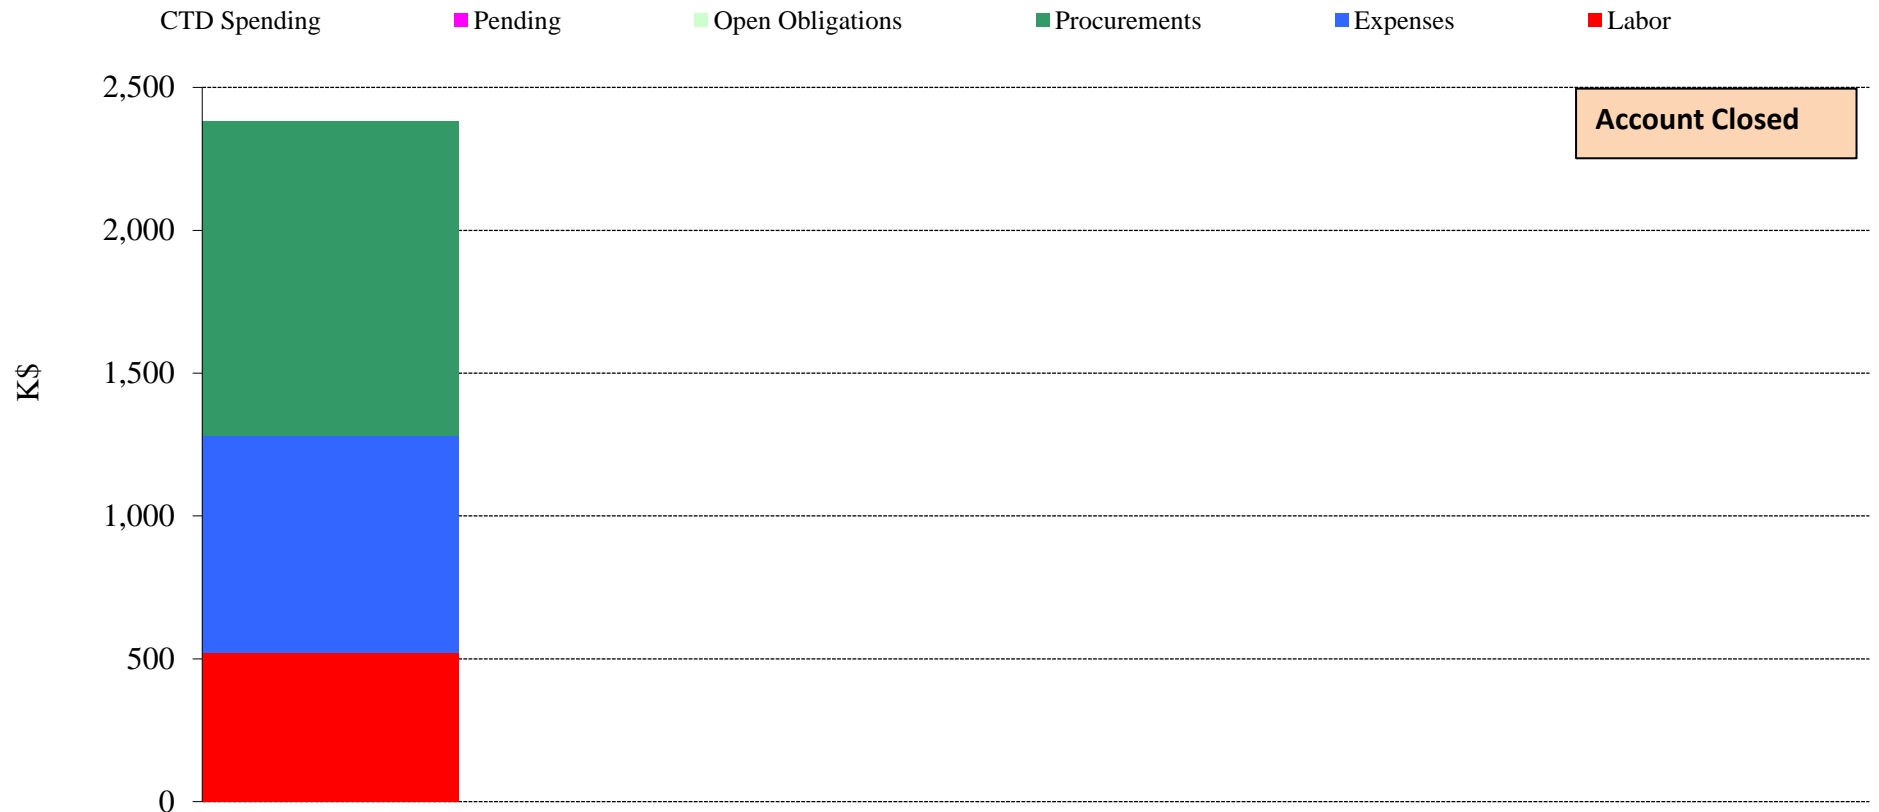 CTD Spending Pending Open Obligations Procurements Expenses Labor
2,500
Account Closed
2,000
1,500
K$
1,000
500
0